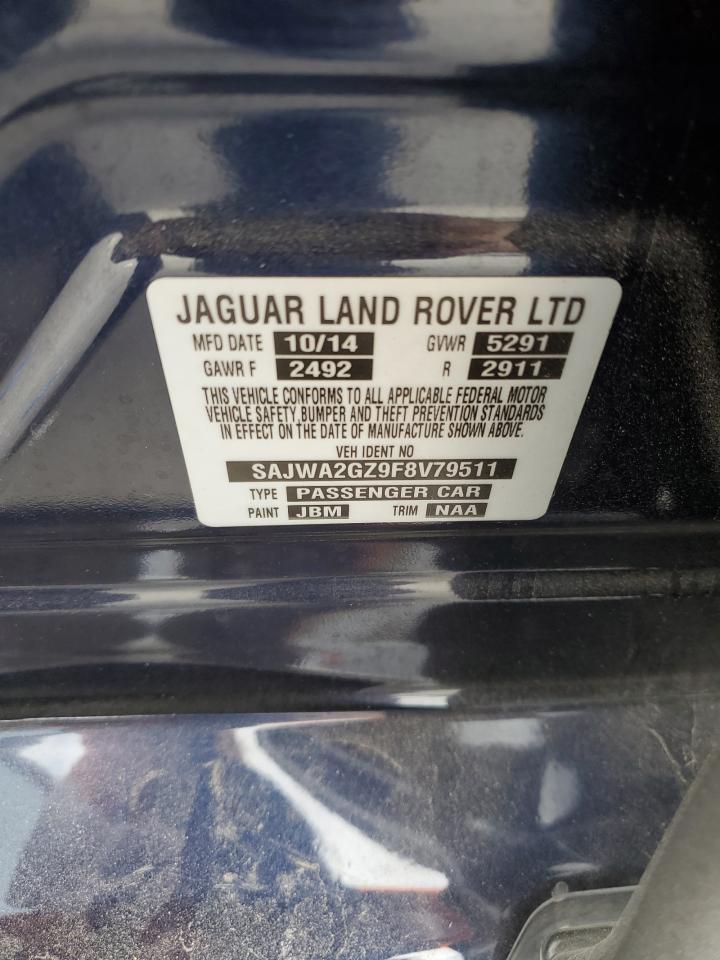 JAGUAR LAND ROVER LTD
MFD DATE 10/14 GVWR 5291
GAWR F 2492 R 2911
THIS VEHICLE CONFORMS TO ALL APPLICABLE FEDERAL MOTOR
VEHICLE SAFETY,BUMPER AND THEFT PREVENTION STANDARDS
IN EFFECT ON THE DATE OF MANUFACTURE SHOWN ABOVE.
VEH IDENT NO
SAJWA2GZ9F8V79511
TYPE PASSENGER CAR
PAINT JBM TRIM NAA